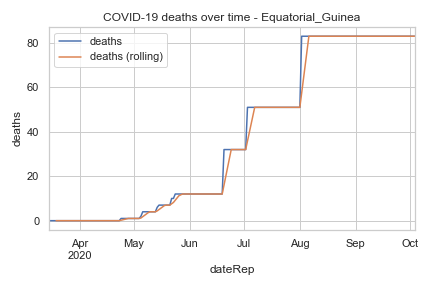 COVID-19 deaths over time - Equatorial_Guinea
deaths
deaths (rolling)
80
60
40
20
0
deaths
Apr May Jun Jul Aug Sep Oct
2020
dateRep